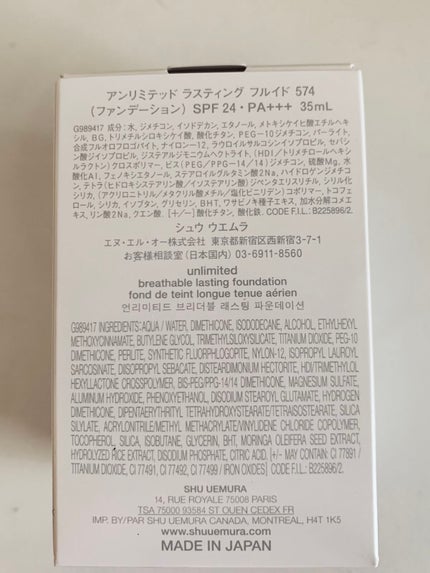 アンリミテッド ラスティング フルイド 574
(ファンデーション) SPF 24・PA+++ 35mL
G989417 成分：水、ジメチコン、イソドデカン、エタノール、メトキシケイヒ酸エチルヘキ
シル、BG、トリメチルシロキシケイ酸、酸化チタン、PEG-10ジメチコン、パーライト、
合成フルオロフロゴパイト、ナイロン-12、ラウロイルサルコシンイソプロピル、セバシ
ン酸ジイソプロピル、ジステアルジモニウムヘクトライト、(HDI/トリメチロールヘキシ
ルラクトン)クロスポリマー、ビス(PEG/PPG-14/14)ジメチコン、硫酸Mg、水
酸化Al、フェノキシエタノール、ステアロイルグルタミン酸2Na、ハイドロゲンジメチコ
ン、テトラ(ヒドロキシステアリン酸/イソステアリン酸)ジペンタエリスリチル、シリル化
シリカ、(アクリロニトリル/メタクリル酸メチル/塩化ビニリデン)コポリマー、トコフェ
ロール、シリカ、イソブタン、グリセリン、BHT、ワサビノキ種子エキス、加水分解コメエ
キス、リン酸2Na、クエン酸、[+/-]酸化チタン、酸化鉄. CODE F.I.L.: B225896/2.
シュウ ウエムラ
エヌ・エル・オー株式会社 東京都新宿区西新宿3-7-1
お客様相談室(日本国内) 03-6911-8560
unlimited
breathable lasting foundation
fond de teint longue tenue aérien
언리미티드 브리더블 래스팅 파운데이션
G989417 INGREDIENTS: AQUA / WATER, DIMETHICONE, ISODODECANE, ALCOHOL, ETHYLHEXYL
METHOXYCINNAMATE, BUTYLENE GLYCOL, TRIMETHYLSILOXYSILICATE, TITANIUM DIOXIDE, PEG-10
DIMETHICONE, PERLITE, SYNTHETIC FLUORPHLOGOPITE, NYLON-12, ISOPROPYL LAUROYL
SARCOSINATE, DIISOPROPYL SEBACATE, DISTEARDIMONIUM HECTORITE, HDI/TRIMETHYLOL
HEXYLLACTONE CROSSPOLYMER, BIS-PEG/PPG-14/14 DIMETHICONE, MAGNESIUM SULFATE,
ALUMINUM HYDROXIDE, PHENOXYETHANOL, DISODIUM STEAROYL GLUTAMATE, HYDROGEN
DIMETHICONE, DIPENTAERYTHRITYL TETRAHYDROXYSTEARATE/TETRAISOSTEARATE, SILICA
SILYLATE, ACRYLONITRILE/METHYL METHACRYLATE/VINYLIDENE CHLORIDE COPOLYMER,
TOCOPHEROL, SILICA, ISOBUTANE, GLYCERIN, BHT, MORINGA OLEIFERA SEED EXTRACT,
HYDROLYZED RICE EXTRACT, DISODIUM PHOSPHATE, CITRIC ACID. [+/- MAY CONTAIN: CI 77891 /
TITANIUM DIOXIDE, CI 77491, CI 77492, CI 77499 / IRON OXIDES] CODE F.I.L.: B225896/2.
SHU UEMURA
14, RUE ROYALE 75008 PARIS
TSA 75000 93584 ST OUEN CEDEX FR
IMP. BY/PAR SHU UEMURA CANADA, MONTREAL, H4T 1K5
www.shuuemura.com
MADE IN JAPAN